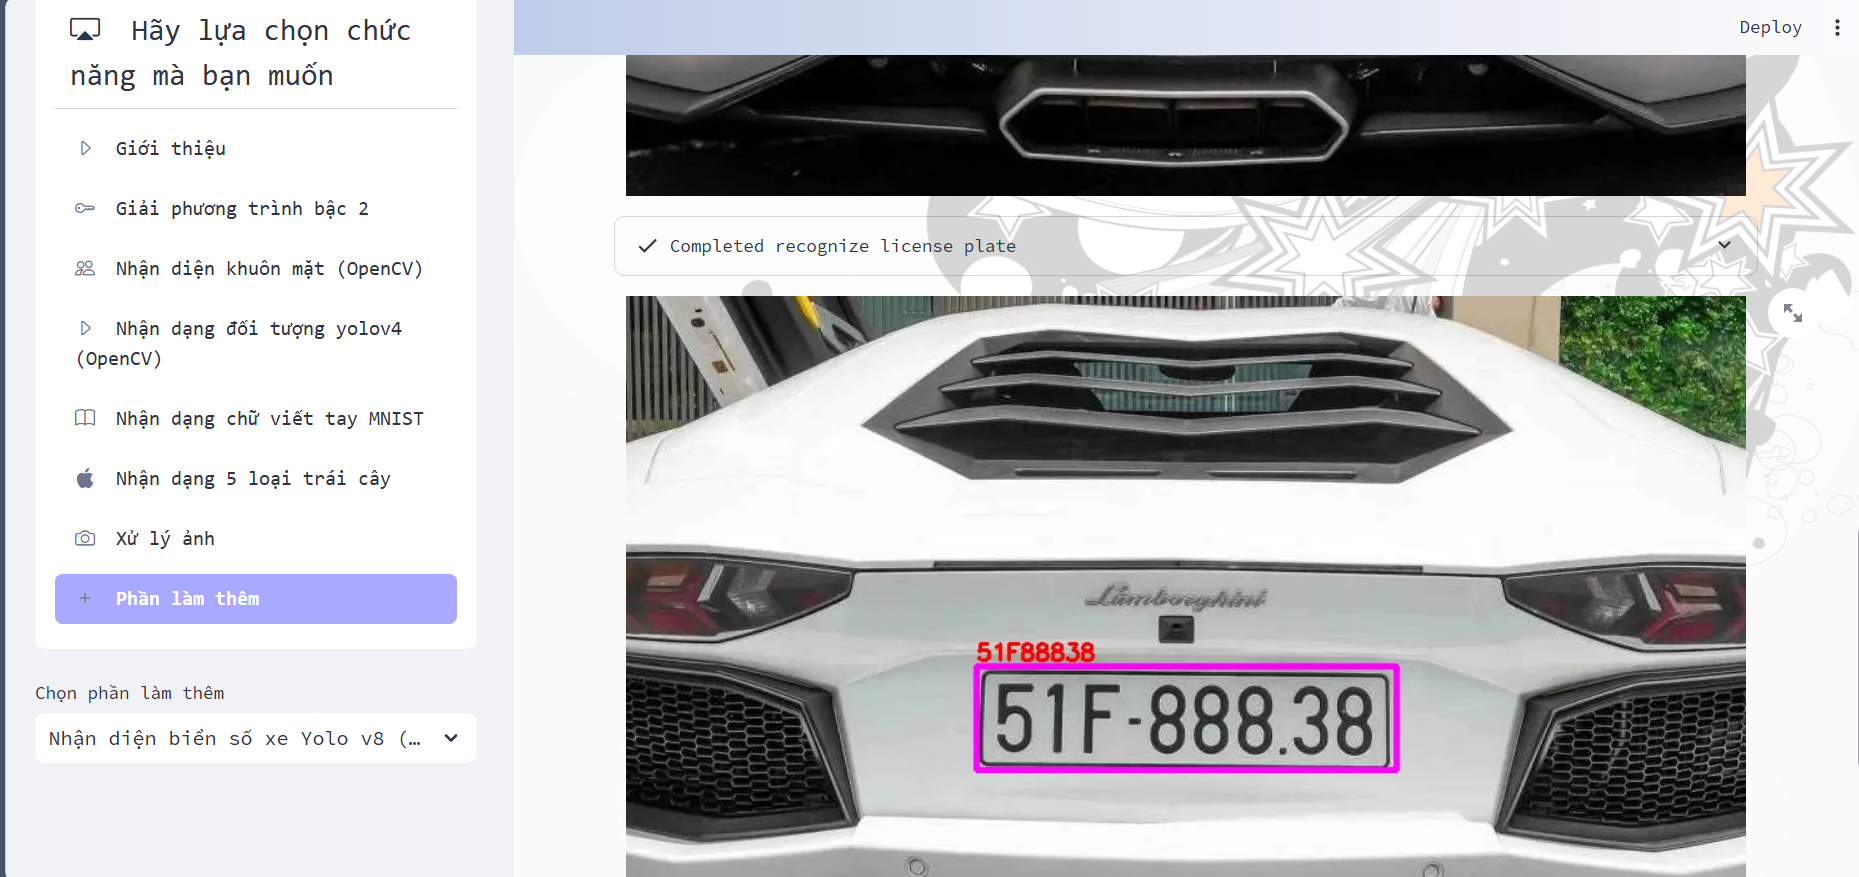 Hãy lựa chọn chức
năng mà bạn muốn
Giới thiệu
Giải phương trình bậc 2
Nhận diện khuôn mặt (OpenCV)
Nhận dạng đối tượng yolov4
(OpenCV)
Nhận dạng chữ viết tay MNIST
Nhận dạng 5 loại trái cây
Xử lý ảnh
Phần làm thêm
Chọn phần làm thêm
Nhận diện biển số xe Yolo v8 (…
Deploy
Completed recognize license plate
Lamborghini
51F88838
51F-888.38